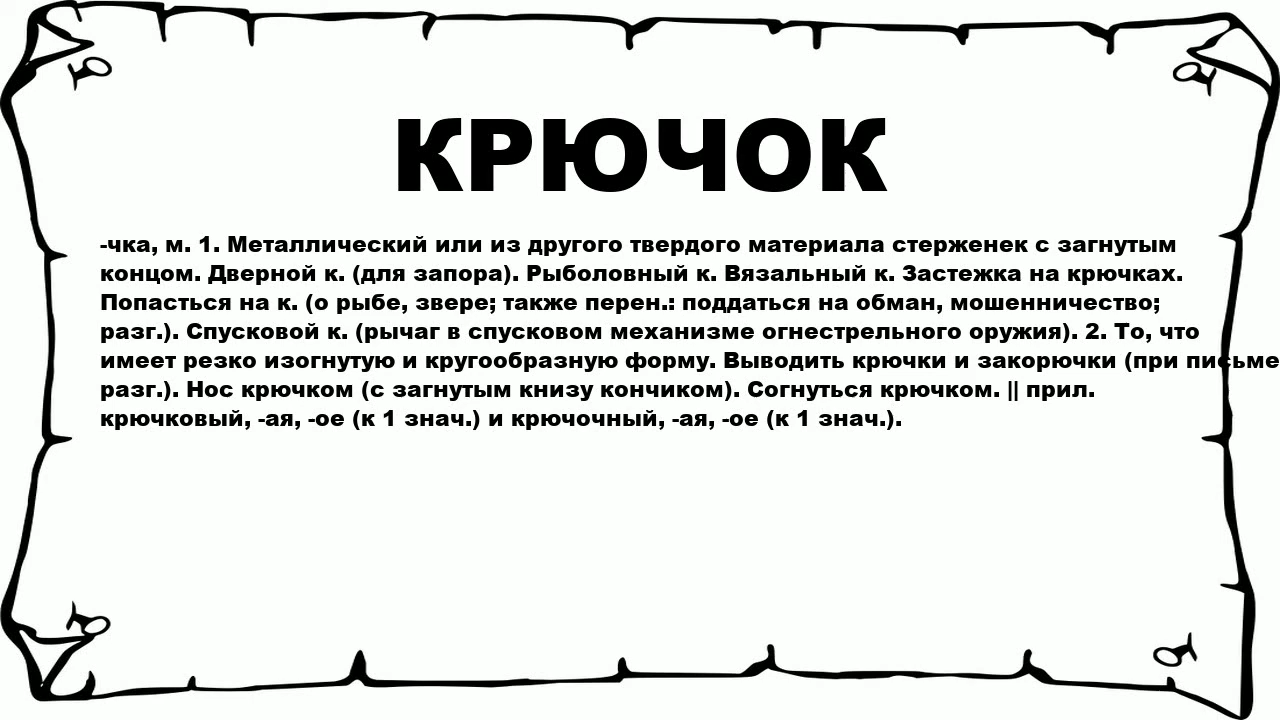 КРЮЧОК
-чка, м. 1. Металлический или из другого твердого материала стерженек с загнутым
концом. Дверной к. (для запора). Рыболовный к. Вязальный к. Застежка на крючках.
Попасться на к. (о рыбе, звере; также перен.: поддаться на обман, мошенничество;
разг.). Спусковой к. (рычаг в спусковом механизме огнестрельного оружия). 2. То, что
имеет резко изогнутую и кругообразную форму. Выводить крючки и закорючки (при письме
разг.). Нос крючком (с загнутым книзу кончиком). Согнуться крючком. || прил.
крючковый, -ая, -ое (к 1 знач.) и крючочный, -ая, -ое (к 1 знач.).